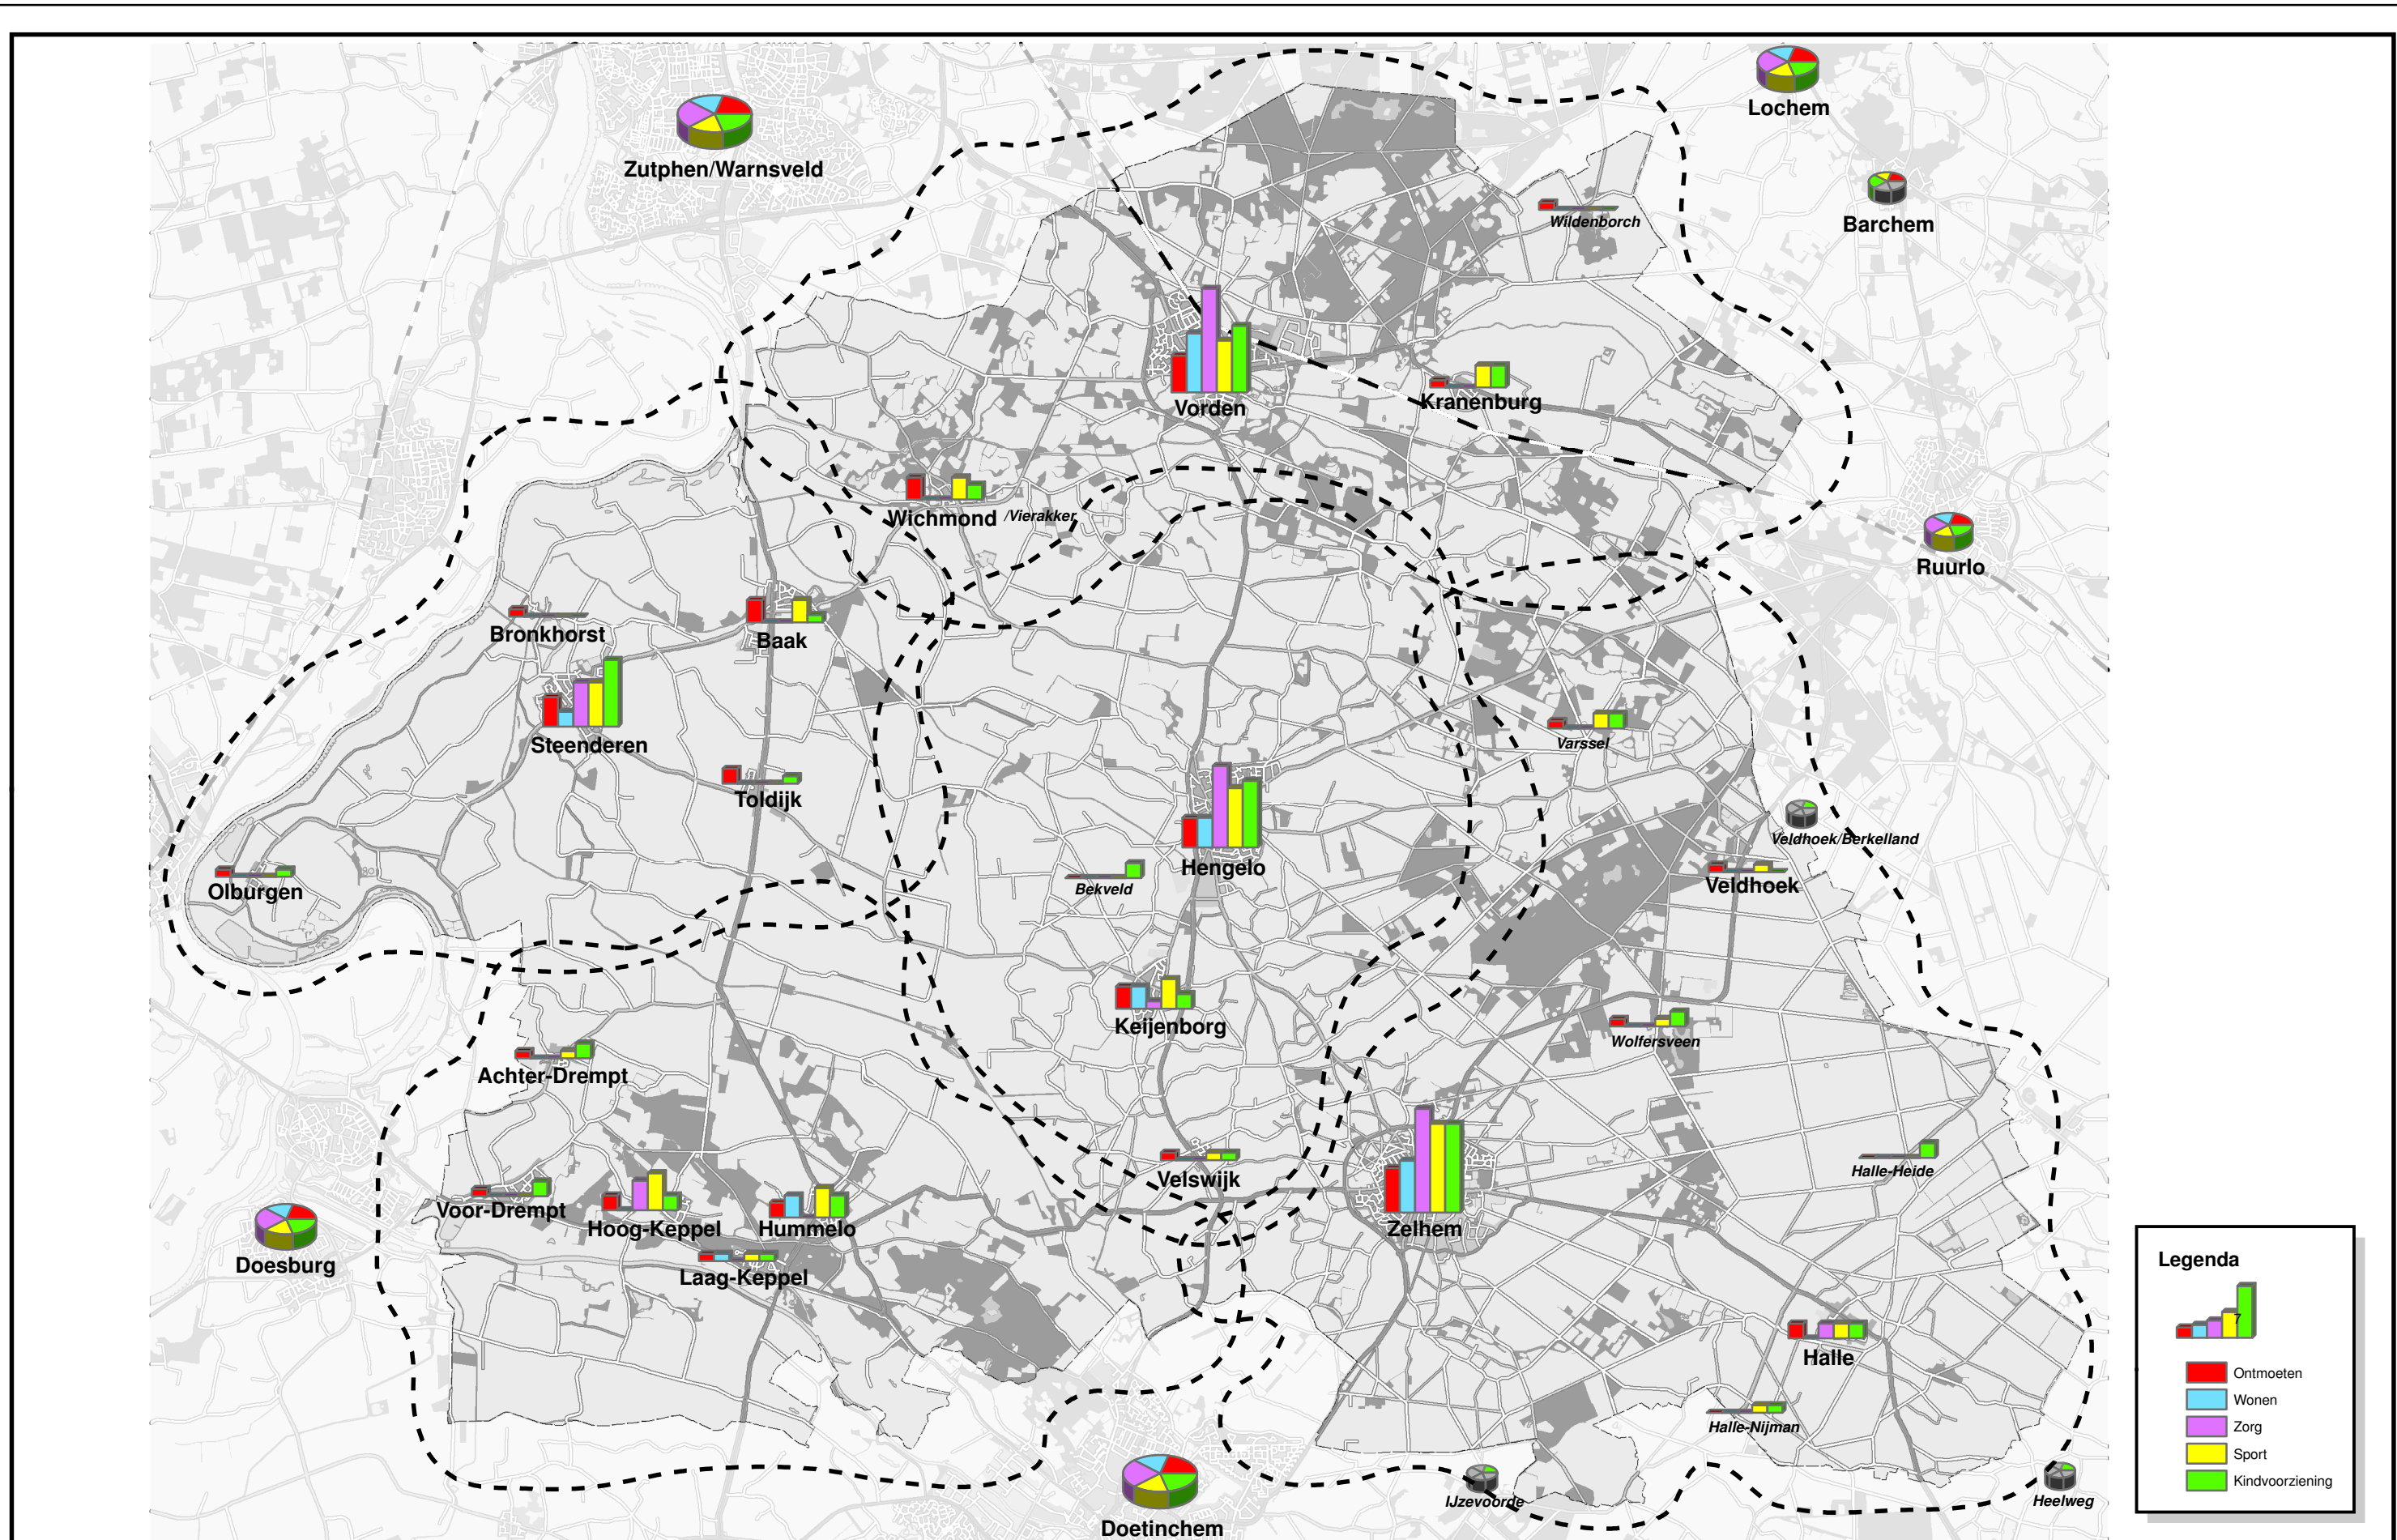 Lochem
Zutphen/Warnsveld
Barchem
Wildenborch
Vorden
Kranenburg
Wichmond /Vierakker
Ruurlo
Bronkhorst
Baak
Steenderen
Varssel
Toldijk
Veldhoek/Berkelland
Hengelo
Veldhoek
Olburgen
Bekveld
Keijenborg
Wolfersveen
Achter-Drempt
Halle-Heide
Velswijk
Voor-Drempt
Hoog-Keppel
Hummelo
Zelhem
Doesburg
Laag-Keppel
Halle
Halle-Nijman
IJzevoorde
Heelweg
Doetinchem
Legenda
7
Ontmoeten
Wonen
Zorg
Sport
Kindvoorziening